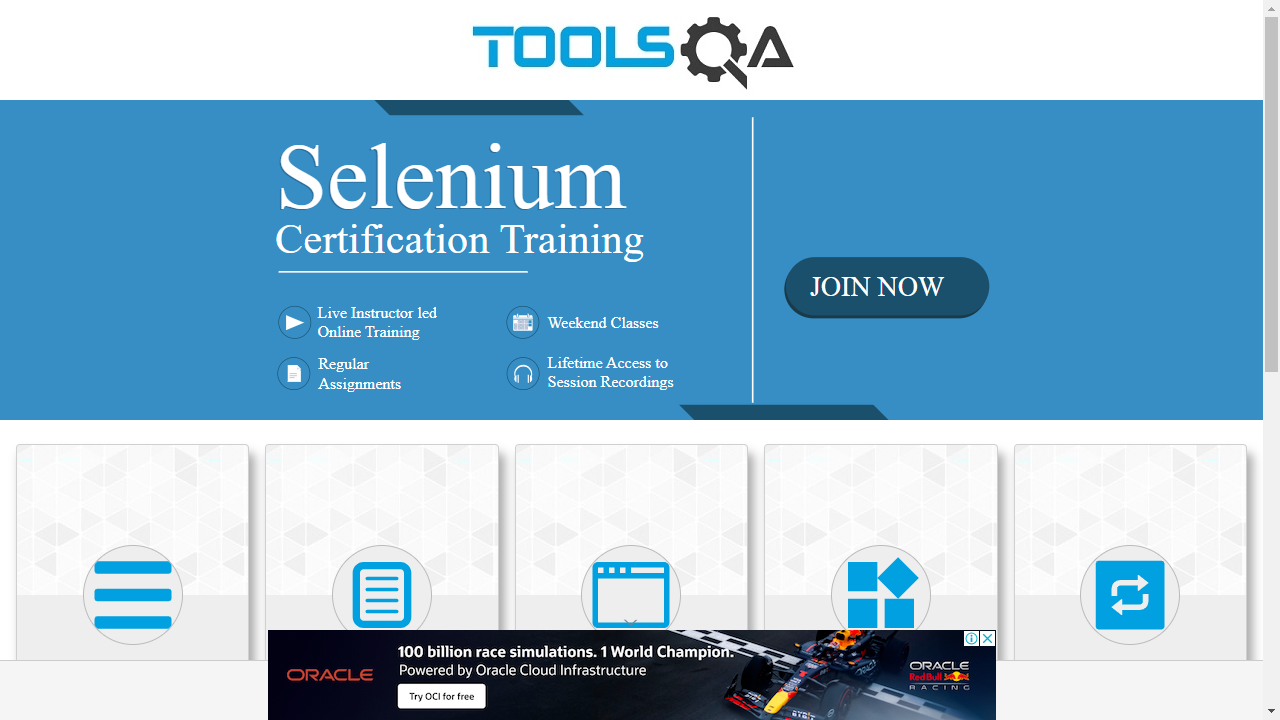 TOOLSQA
Selenium
Certification Training
JOIN NOW
Live Instructor led
Online Training
Weekend Classes
Regular
Assignments
Lifetime Access to
Session Recordings
100 billion race simulations. 1 World Champion.
Powered by Oracle Cloud Infrastructure
ORACLE
Try OCI for free
ORACLE
Red Bull
RACING